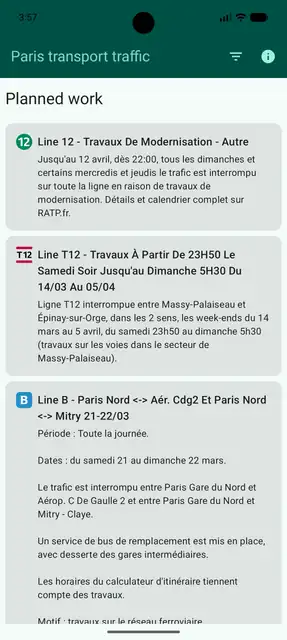 3:57
Paris transport traffic
Planned work
12 Line 12 - Travaux De Modernisation - Autre
Jusqu'au 12 avril, dès 22:00, tous les dimanches et
certains mercredis et jeudis le trafic est interrompu
sur toute la ligne en raison de travaux de
modernisation. Détails et calendrier complet sur
RATP.fr.
T12 Line T12 - Travaux À Partir De 23H50 Le
Samedi Soir Jusqu'au Dimanche 5H30 Du
14/03 Au 05/04
Ligne T12 interrompue entre Massy-Palaiseau et
Épinay-sur-Orge, dans les 2 sens, les week-ends du 14
mars au 5 avril, du samedi 23h50 au dimanche 5h30
(travaux sur les voies dans le secteur de
Massy-Palaiseau).
B Line B - Paris Nord <-> Aér. Cdg2 Et Paris Nord
<-> Mitry 21-22/03
Période : Toute la journée.
Dates : du samedi 21 au dimanche 22 mars.
Le trafic est interrompu entre Paris Gare du Nord et
Aérop. C De Gaulle 2 et entre Paris Gare du Nord et
Mitry - Claye.
Un service de bus de remplacement est mis en place,
avec desserte des gares intermédiaires.
Les horaires du calculateur d'itinéraire tiennent
compte des travaux.
Motif : travaux sur le réseau ferroviaire